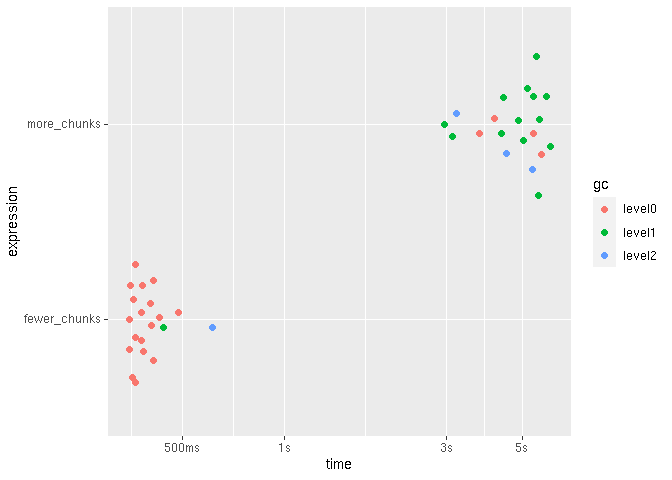 more_chunks
fewer_chunks
expression
500ms
1s
3s
5s
time
gc
level0
level1
level2